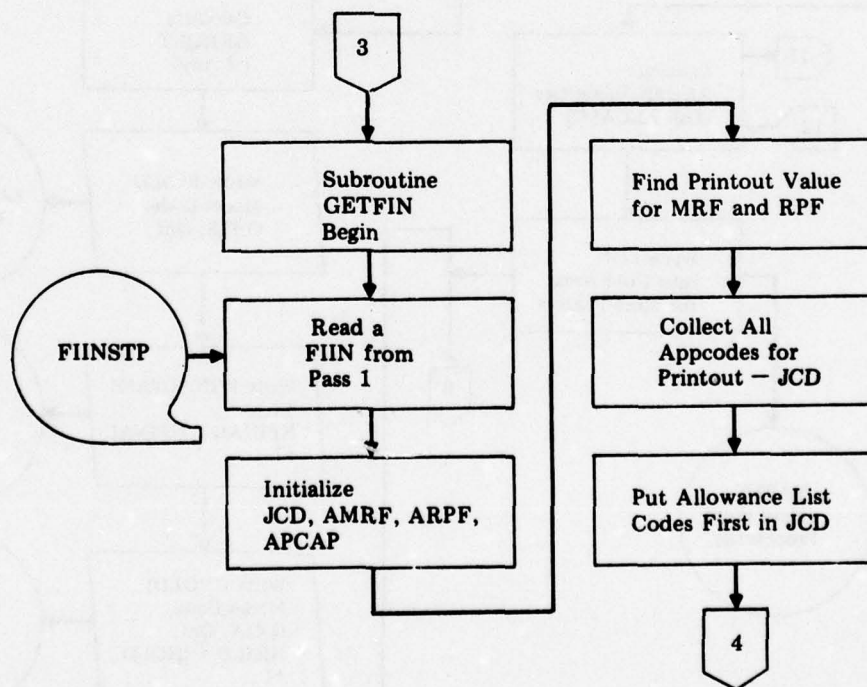 3
Subroutine
GETFIN
Begin
FIINSTP
Read a
FIIN from
Pass 1
Initialize
JCD, AMRF, ARPF,
APCAP
Find Printout Value
for MRF and RPF
Collect All
Appcodes for
Printout — JCD
Put Allowance List
Codes First in JCD
4